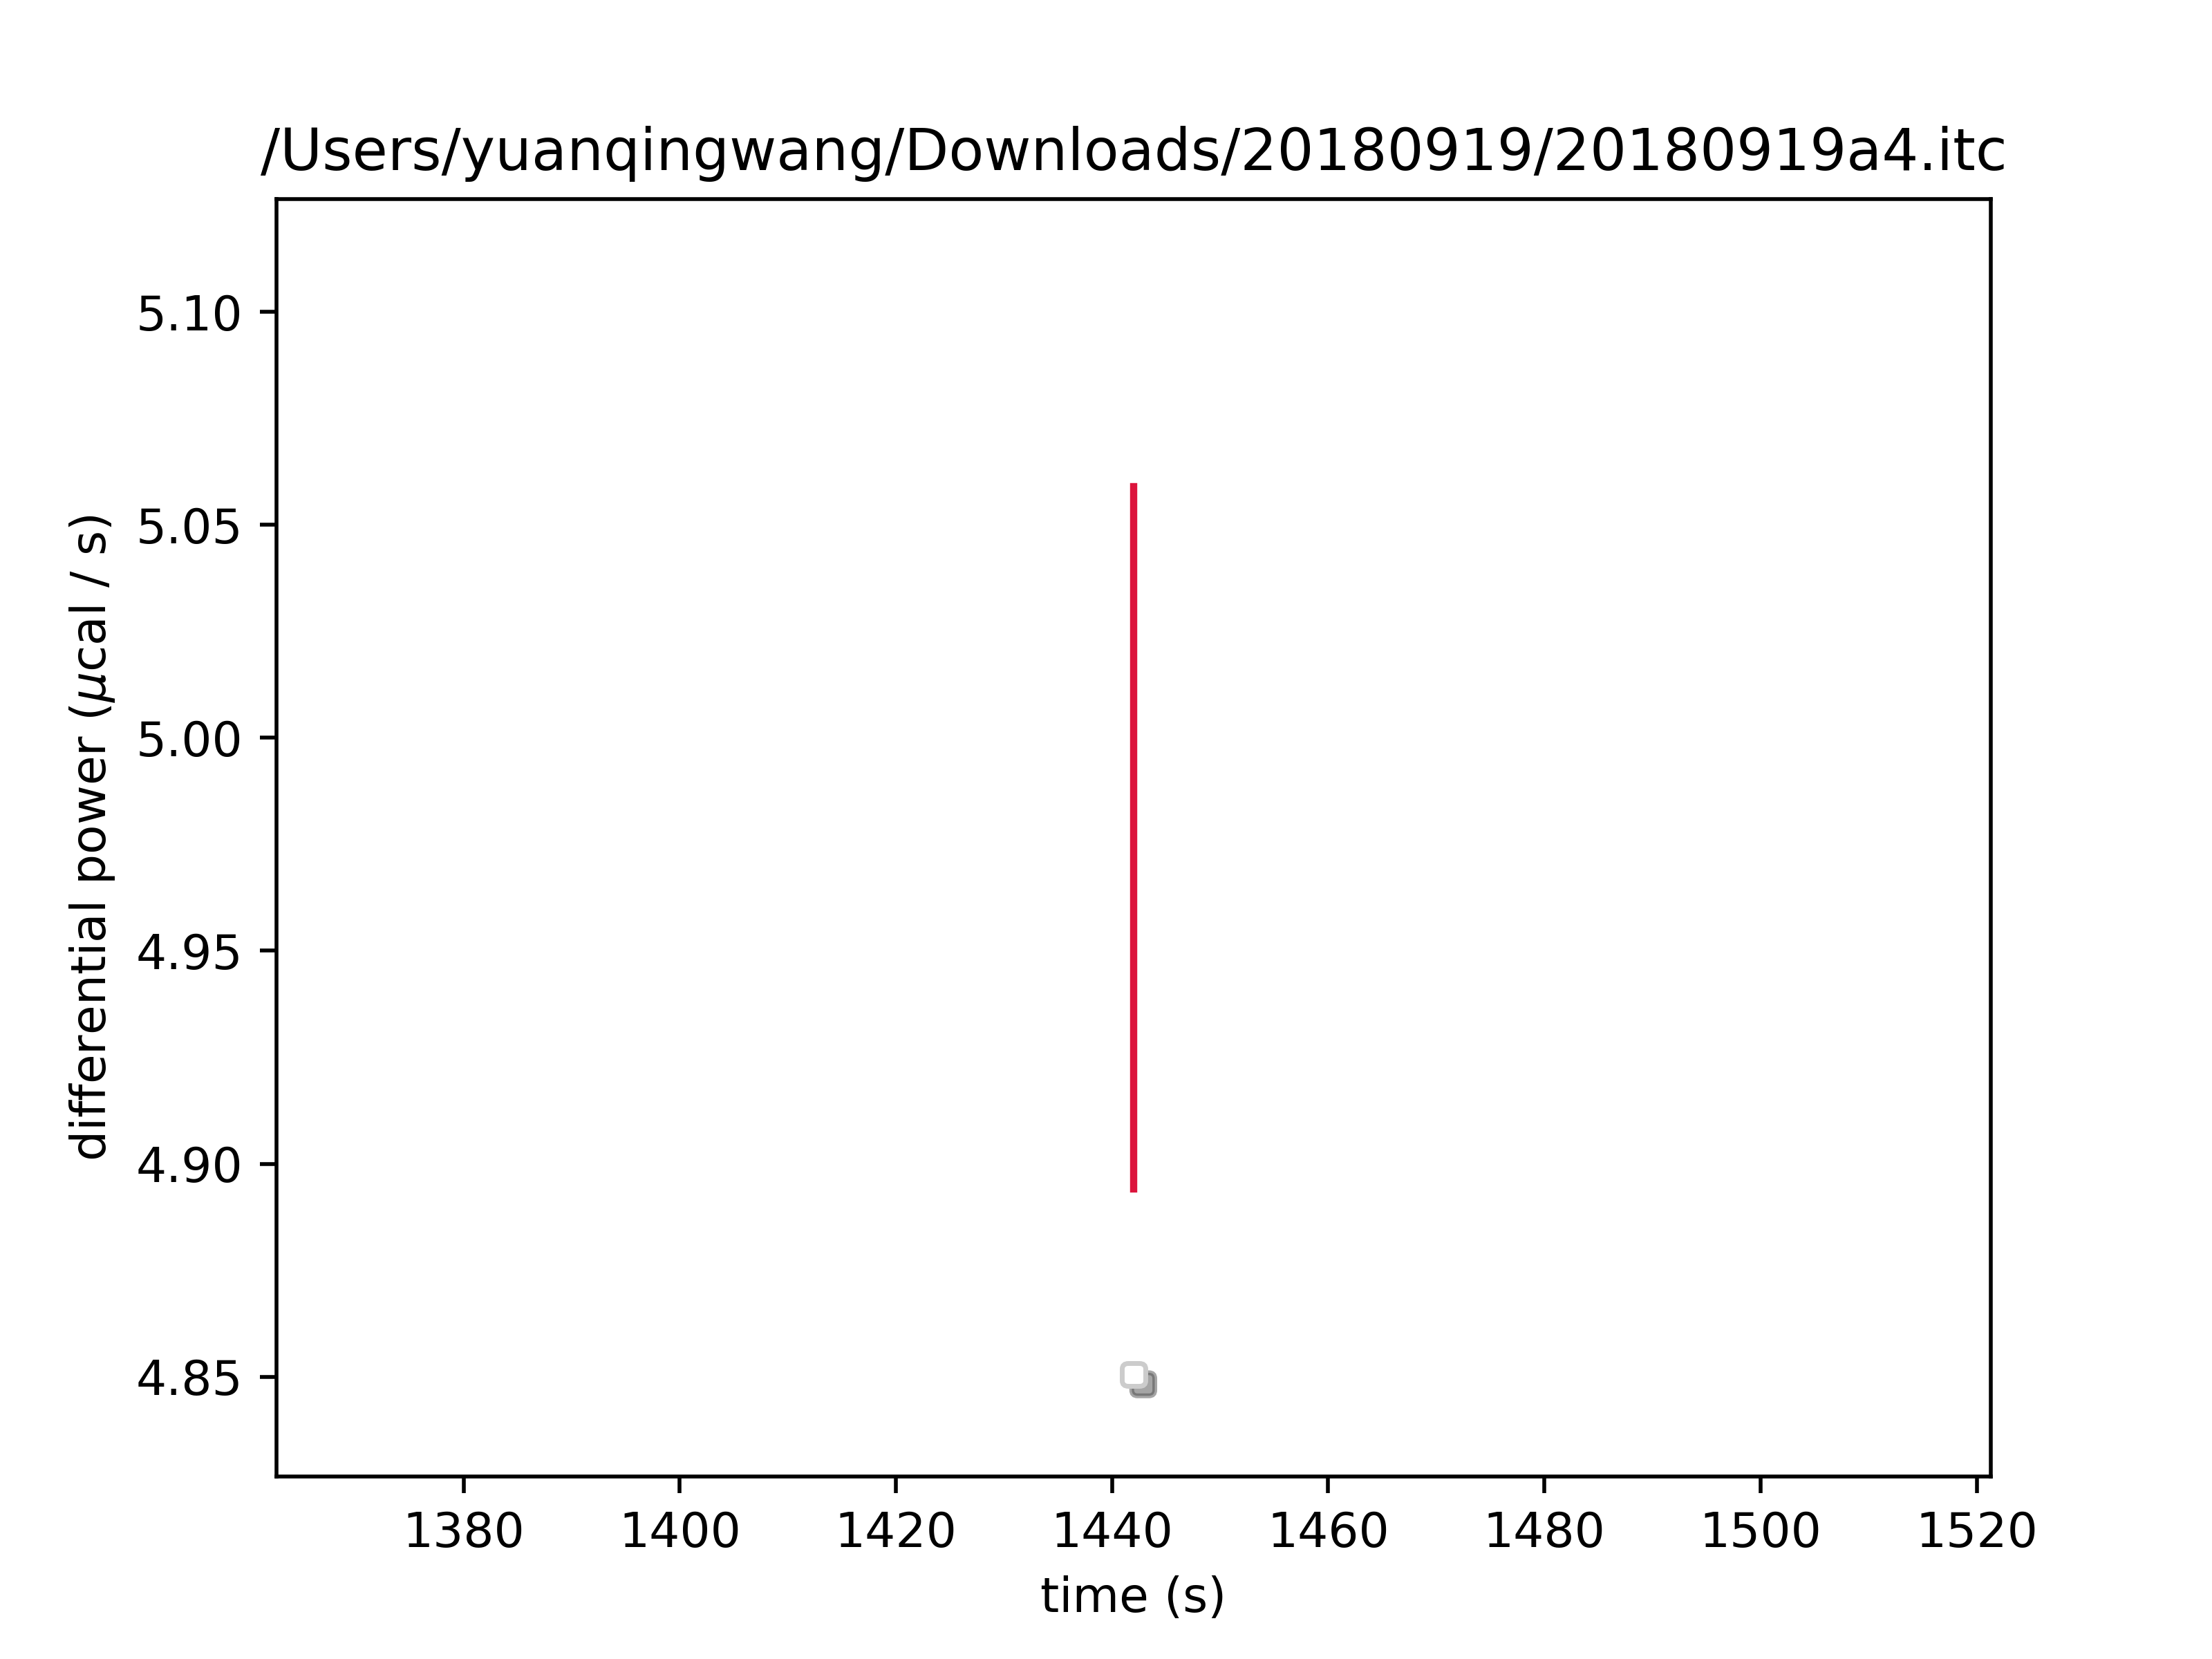 /Users/yuanqingwang/Downloads/20180919/20180919a4.itc
differential power (μcal / s)
5.10
5.05
5.00
4.95
4.90
4.85
1380 1400 1420 1440 1460 1480 1500 1520
time (s)